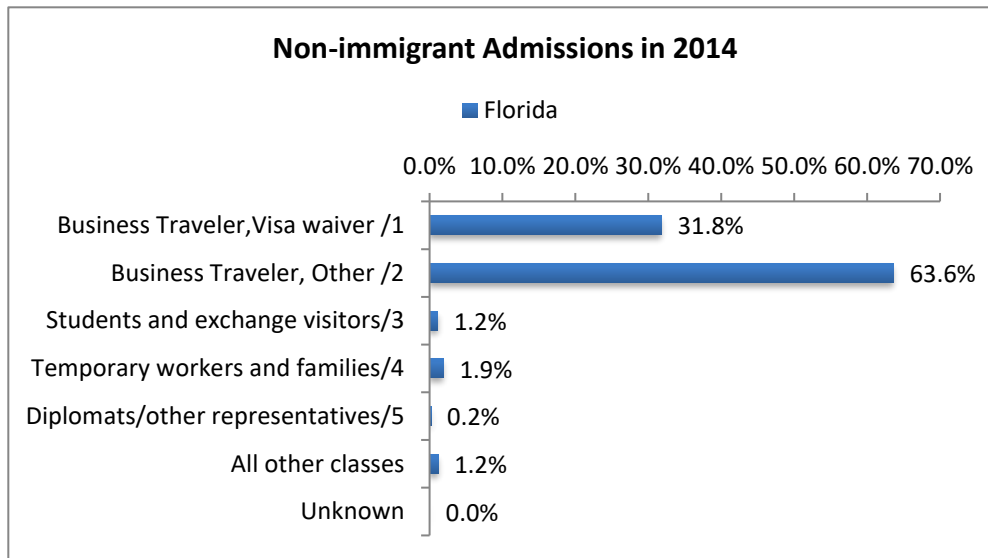 Non-immigrant Admissions in 2014
Florida
0.0% 10.0% 20.0% 30.0% 40.0% 50.0% 60.0% 70.0%
Business Traveler,Visa waiver /1 31.8%
Business Traveler, Other /2 63.6%
Students and exchange visitors/3 1.2%
Temporary workers and families/4 1.9%
Diplomats/other representatives/5 0.2%
All other classes 1.2%
Unknown 0.0%